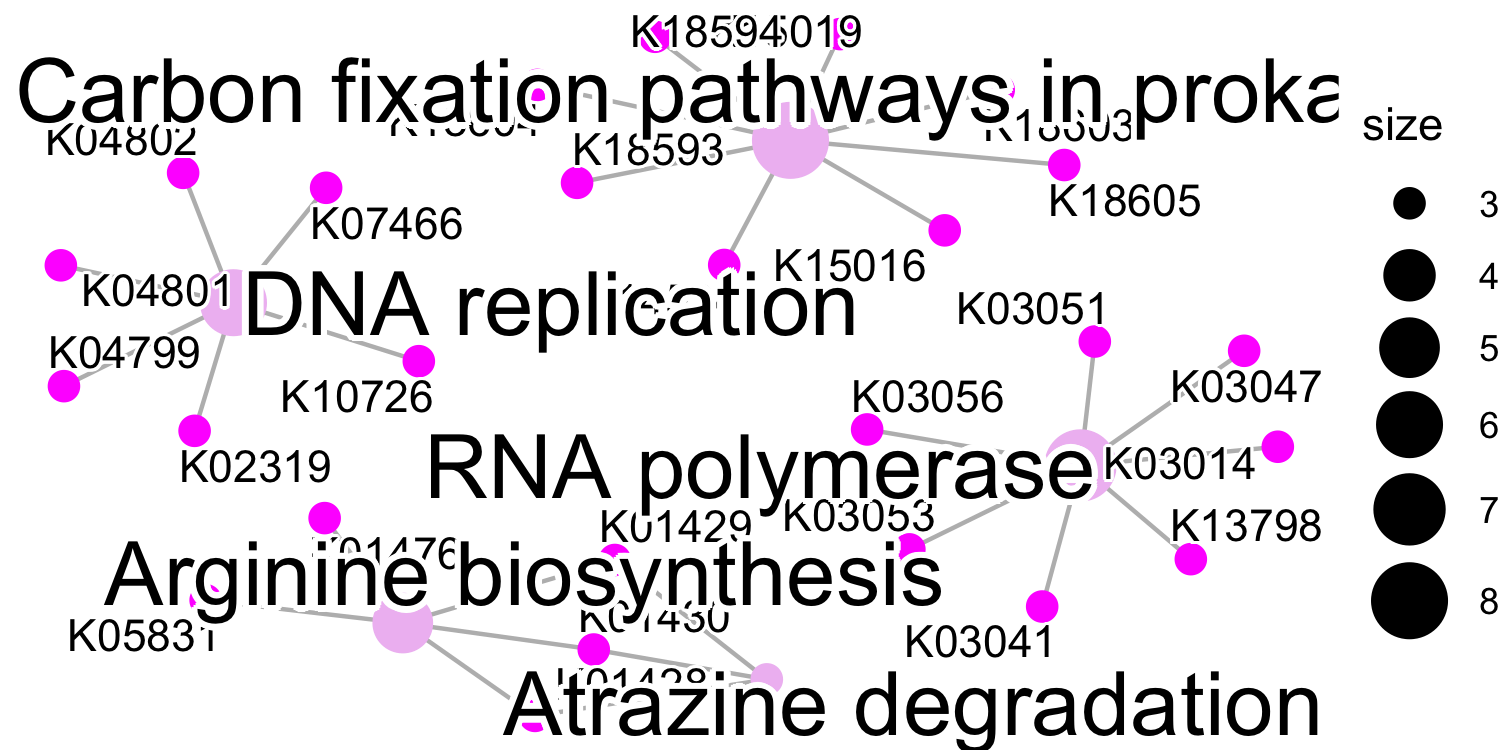 K18594
5019
Carbon fixation pathways in proka
size
K04802
K18593
K18603
K18605
3
K07466
K15016
4
K04801
DNA replication
K03051
5
K04799
K10726
K03056
K03047
6
K02319
RNA polymerase
K03014
7
K01429
K03053
K13798
K01476
Arginine biosynthesis
8
K05831
K01430
K03041
K01428
Atrazine degradation